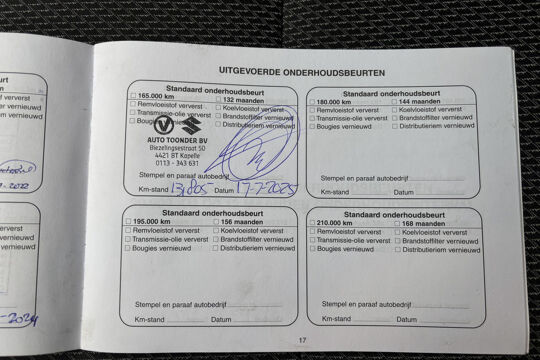 UITGEVOERDE ONDERHOUDSBEURTEN
Standaard onderhoudsbeurt
165.000 km
132 maanden
Remvloeistof ververst
Koelvloeistof ververst
Transmissie-olie ververst
Brandstoffilter vernieuwd
Bougies
Distributieriem vernieuwd
AUTO TOONDER BV
Biezelingsestraat 50
4421 BT Kapelle
0113 - 343 631
Stempel en paraaf autobedrijf
Km-stand 131,805 Datum 17-7-2025
Standaard onderhoudsbeurt
180.000 km
144 maanden
Remvloeistof ververst
Koelvloeistof ververst
Transmissie-olie ververst
Brandstoffilter vernieuwd
Bougies vernieuwd
Distributieriem vernieuwd
Stempel en paraaf autobedrijf
Km-stand Datum
Standaard onderhoudsbeurt
195.000 km
156 maanden
Remvloeistof ververst
Koelvloeistof ververst
Transmissie-olie ververst
Brandstoffilter vernieuwd
Bougies vernieuwd
Distributieriem vernieuwd
Stempel en paraaf autobedrijf
Km-stand Datum
Standaard onderhoudsbeurt
210.000 km
168 maanden
Remvloeistof ververst
Koelvloeistof ververst
Transmissie-olie ververst
Brandstoffilter vernieuwd
Bougies vernieuwd
Distributieriem vernieuwd
Stempel en paraaf autobedrijf
Km-stand Datum
17